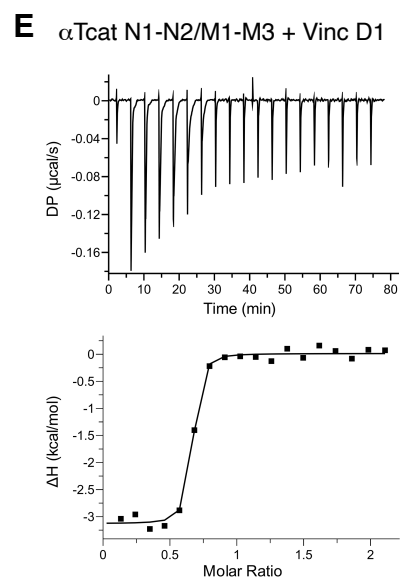 E αTcat N1-N2/M1-M3 + Vinc D1
0
-0.04
-0.08
-0.12
-0.16
DP (μcal/s)
0 10 20 30 40 50 60 70 80
Time (min)
0
-0.5
-1
-1.5
-2
-2.5
-3
ΔH (kcal/mol)
0 0.5 1 1.5 2
Molar Ratio